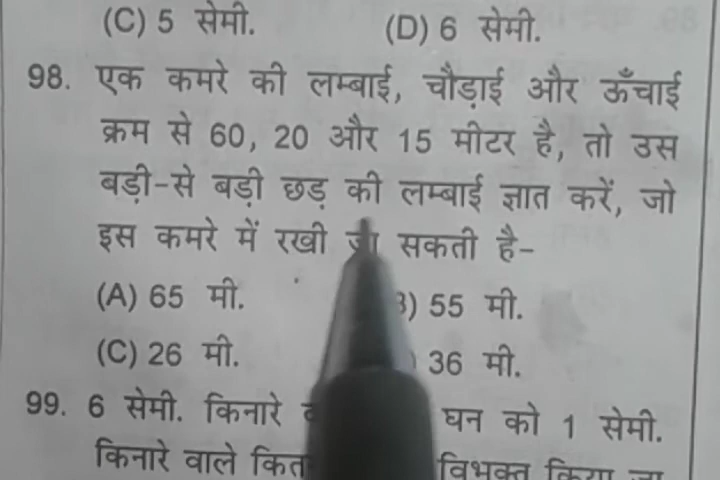 (C) 5 सेमी. (D) 6 सेमी.
98. एक कमरे की लम्बाई, चौड़ाई और ऊँचाई
क्रम से 60, 20 और 15 मीटर है, तो उस
बड़ी-से बड़ी छड़ की लम्बाई ज्ञात करें, जो
इस कमरे में रखी जा सकती है-
(A) 65 मी. 55 मी.
(C) 26 मी. 36 मी.
99. 6 सेमी. किनारे घन को 1 सेमी.
किनारे वाले विभक्त किया जा